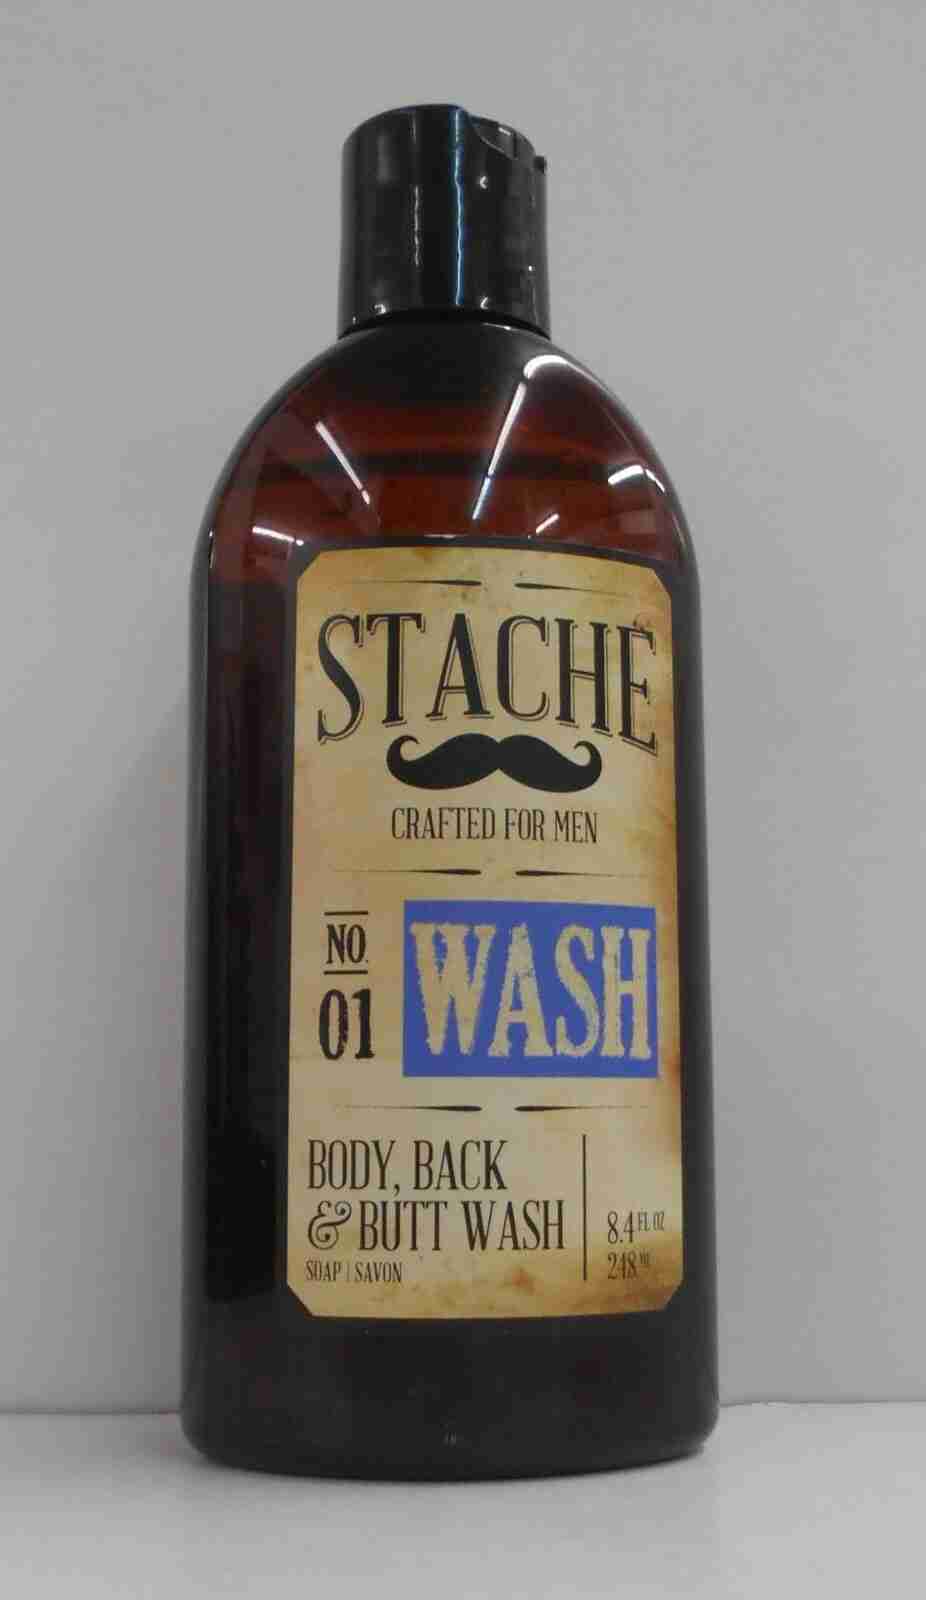 STACHE
CRAFTED FOR MEN
NO.
01
WASH
BODY, BACK
& BUTT WASH
SOAP | SAVON
8.4 FL OZ
248 ml